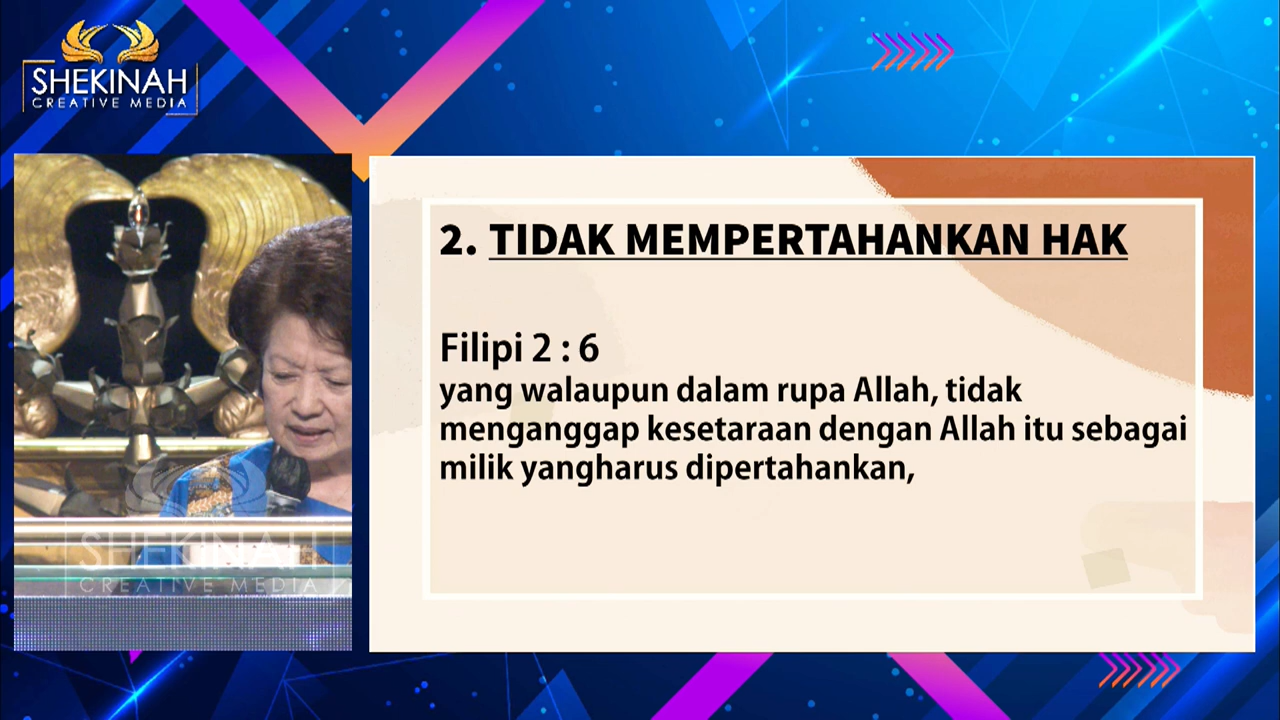 SHEKINAH
CREATIVE MEDIA
2. TIDAK MEMPERTAHANKAN HAK
Filipi 2 : 6
yang walaupun dalam rupa Allah, tidak
menganggap kesetaraan dengan Allah itu sebagai
milik yangharus dipertahankan,
SHEKINAH
CREATIVE MEDIA